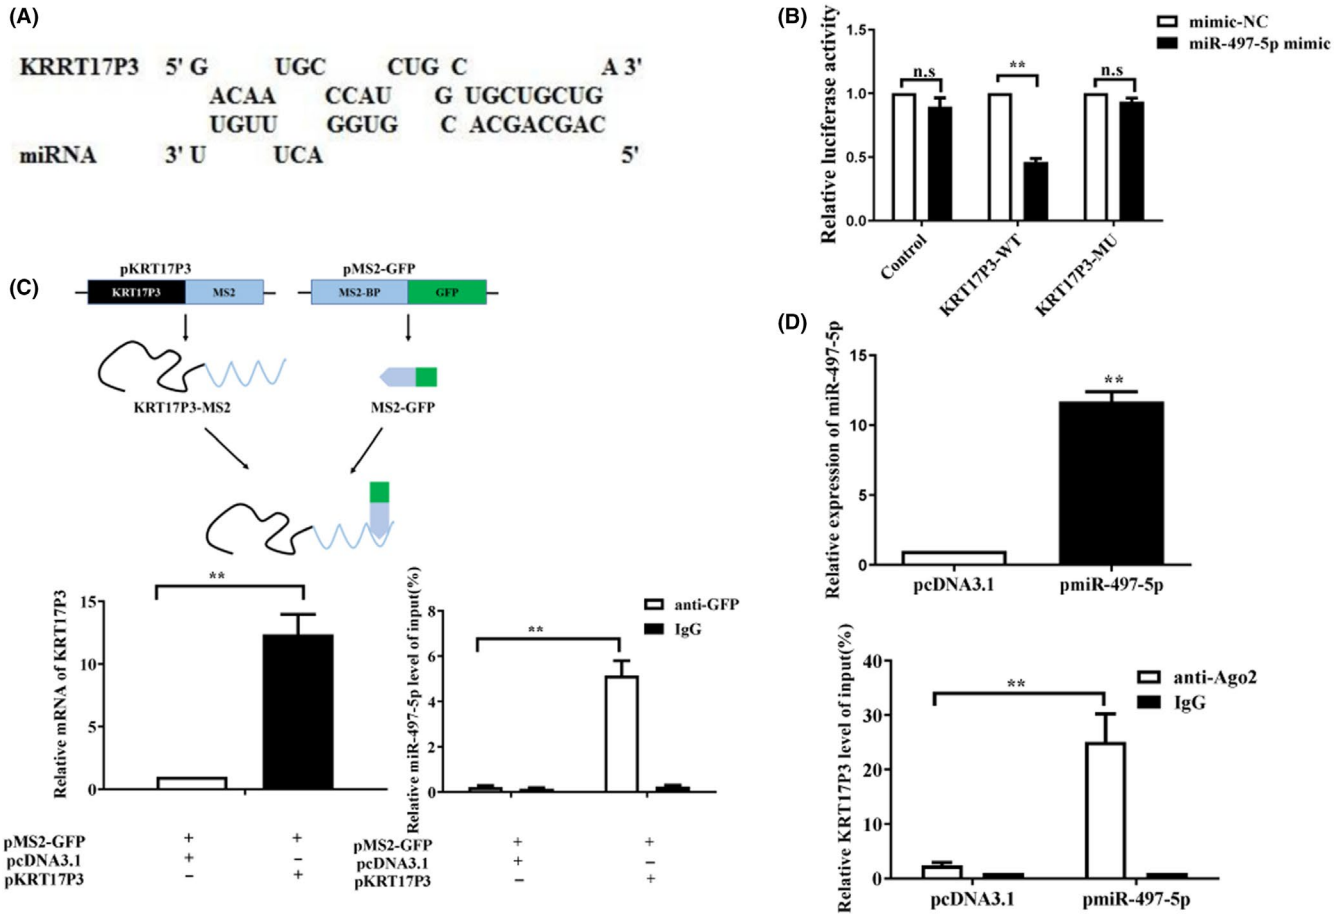 (A)
KRRT17P3 5' G UGC CUG C A 3'
ACAA CCAU G UGCUGCUG
UGUU GGUG C ACGACGAC
miRNA 3' U UCA 5'
(B)
Relative luciferase activity
1.5
1.0
0.5
0.0
n.s
**
n.s
mimic-NC
miR-497-5p mimic
Control
KRT17P3-WT
KRT17P3-MU
(C)
pKRT17P3
KRT17P3 MS2
pMS2-GFP
MS2-BP GFP
KRT17P3-MS2
MS2-GFP
Relative mRNA of KRT17P3
15
10
5
0
**
pMS2-GFP + +
pcDNA3.1 + –
pKRT17P3 – +
Relative miR-497-5p level of input(%)
8
6
4
2
0
**
anti-GFP
IgG
pMS2-GFP + +
pcDNA3.1 + –
pKRT17P3 – +
(D)
Relative expression of miR-497-5p
15
10
5
0
**
pcDNA3.1 pmiR-497-5p
Relative KRT17P3 level of input(%)
40
30
20
10
0
**
anti-Ago2
IgG
pcDNA3.1 pmiR-497-5p